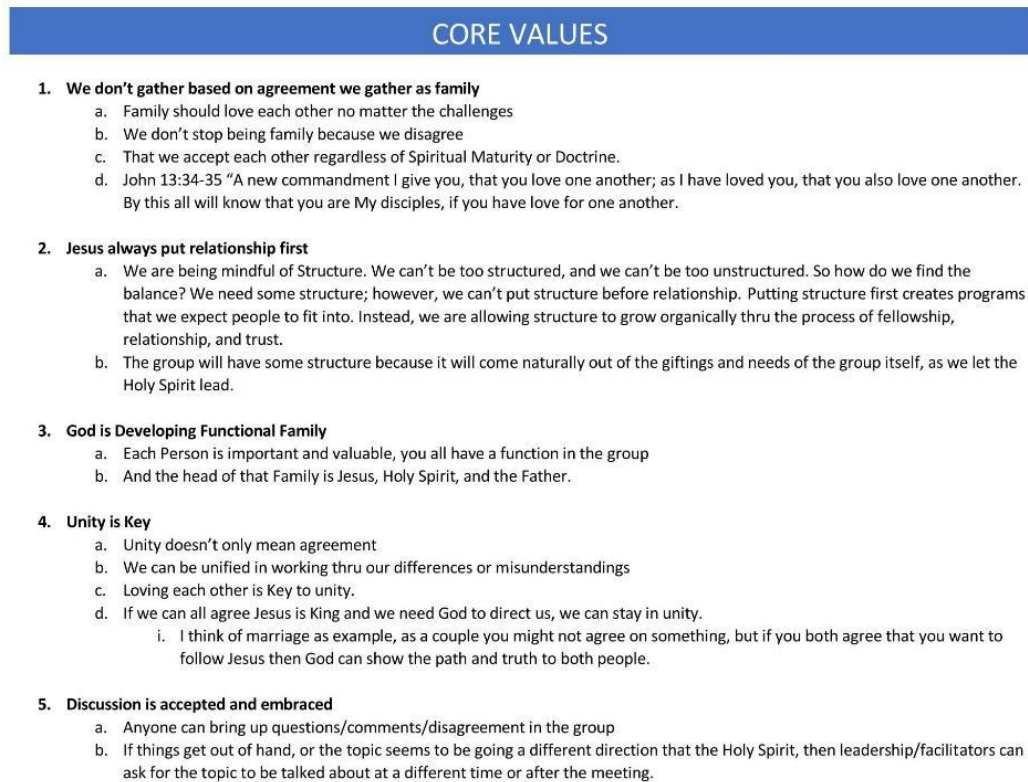 CORE VALUES
1. We don't gather based on agreement we gather as family
a. Family should love each other no matter the challenges
b. We don't stop being family because we disagree
c. That we accept each other regardless of Spiritual Maturity or Doctrine.
d. John 13:34-35 “A new commandment I give you, that you love one another; as I have loved you, that you also love one another.
By this all will know that you are My disciples, if you have love for one another.
2. Jesus always put relationship first
a. We are being mindful of Structure. We can't be too structured, and we can't be too unstructured. So how do we find the
balance? We need some structure; however, we can't put structure before relationship. Putting structure first creates programs
that we expect people to fit into. Instead, we are allowing structure to grow organically thru the process of fellowship,
relationship, and trust.
b. The group will have some structure because it will come naturally out of the giftings and needs of the group itself, as we let the
Holy Spirit lead.
3. God is Developing Functional Family
a. Each Person is important and valuable, you all have a function in the group
b. And the head of that Family is Jesus, Holy Spirit, and the Father.
4. Unity is Key
a. Unity doesn't only mean agreement
b. We can be unified in working thru our differences or misunderstandings
c. Loving each other is Key to unity.
d. If we can all agree Jesus is King and we need God to direct us, we can stay in unity.
i. I think of marriage as example, as a couple you might not agree on something, but if you both agree that you want to
follow Jesus then God can show the path and truth to both people.
5. Discussion is accepted and embraced
a. Anyone can bring up questions/comments/disagreement in the group
b. If things get out of hand, or the topic seems to be going a different direction that the Holy Spirit, then leadership/facilitators can
ask for the topic to be talked about at a different time or after the meeting.